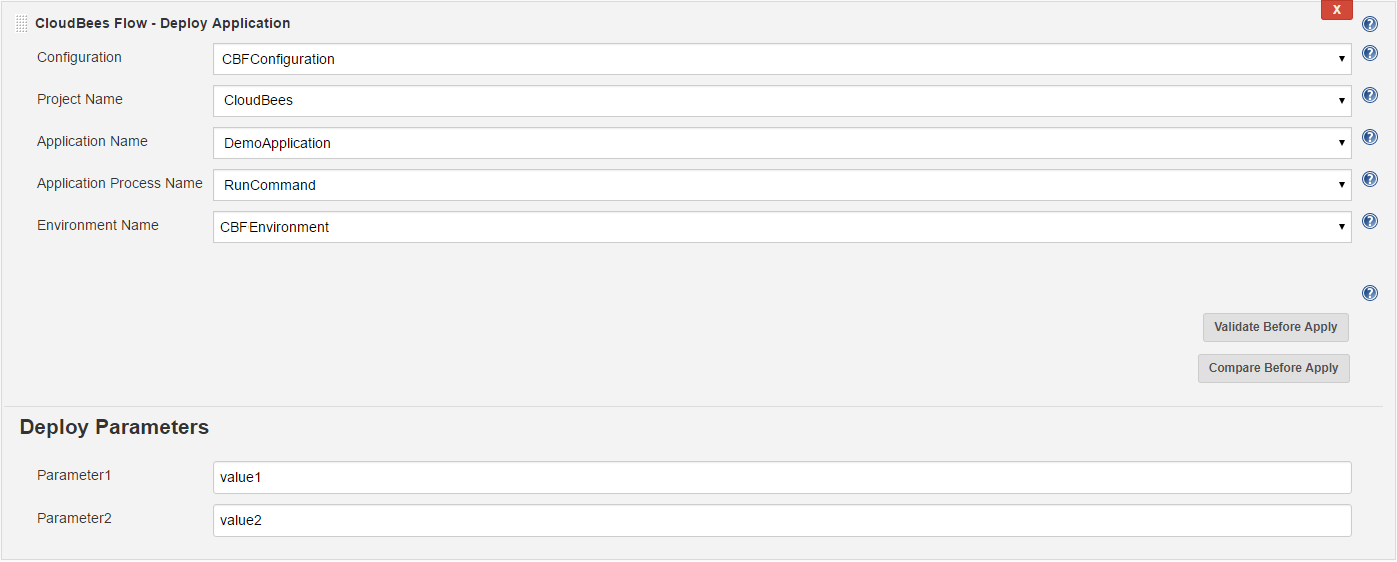 CloudBees Flow - Deploy Application
X
?
Configuration
CBFConfiguration
?
Project Name
CloudBees
?
Application Name
DemoApplication
?
Application Process Name
RunCommand
?
Environment Name
CBFEnvironment
?
?
Validate Before Apply
Compare Before Apply
Deploy Parameters
Parameter1
value1
Parameter2
value2